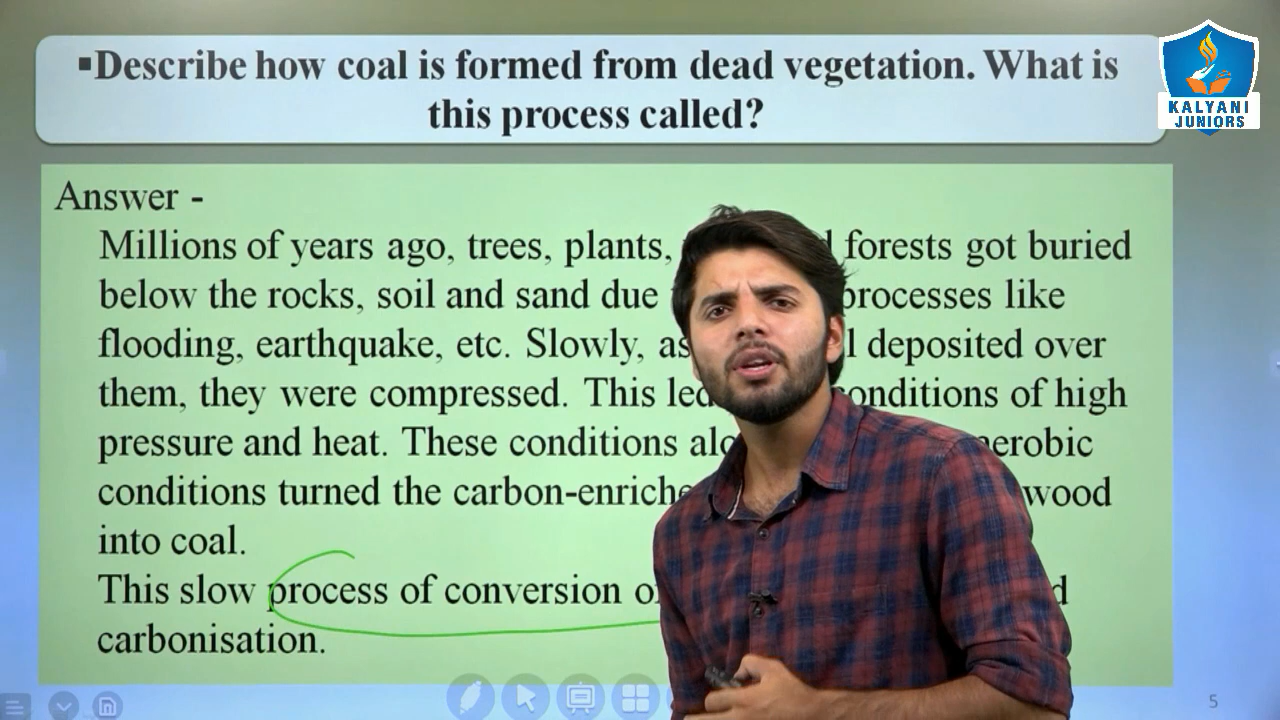 ▪Describe how coal is formed from dead vegetation. What is
this process called?
KALYANI
JUNIORS
Answer -
Millions of years ago, trees, plants, forests got buried
below the rocks, soil and sand due processes like
flooding, earthquake, etc. Slowly, as deposited over
them, they were compressed. This led conditions of high
pressure and heat. These conditions
conditions turned the wood
into coal.
This slow process of conversion
carbonisation.
5